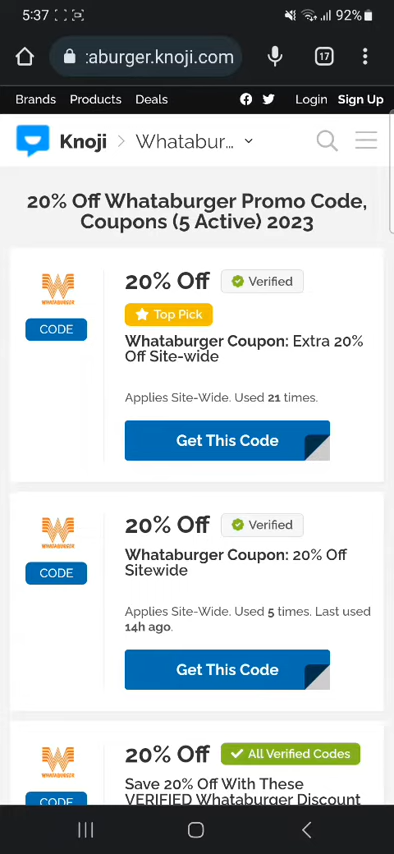 5:37 92%
:aburger.knoji.com 17
Brands Products Deals Login Sign Up
Knoji Whatabur...
20% Off Whataburger Promo Code,
Coupons (5 Active) 2023
WHATABURGER
CODE
20% Off Verified
Top Pick
Whataburger Coupon: Extra 20%
Off Site-wide
Applies Site-Wide. Used 21 times.
Get This Code
WHATABURGER
CODE
20% Off Verified
Whataburger Coupon: 20% Off
Sitewide
Applies Site-Wide. Used 5 times. Last used
14h ago.
Get This Code
WHATABURGER
CODE
20% Off All Verified Codes
Save 20% Off With These
VERIFIED Whataburger Discount